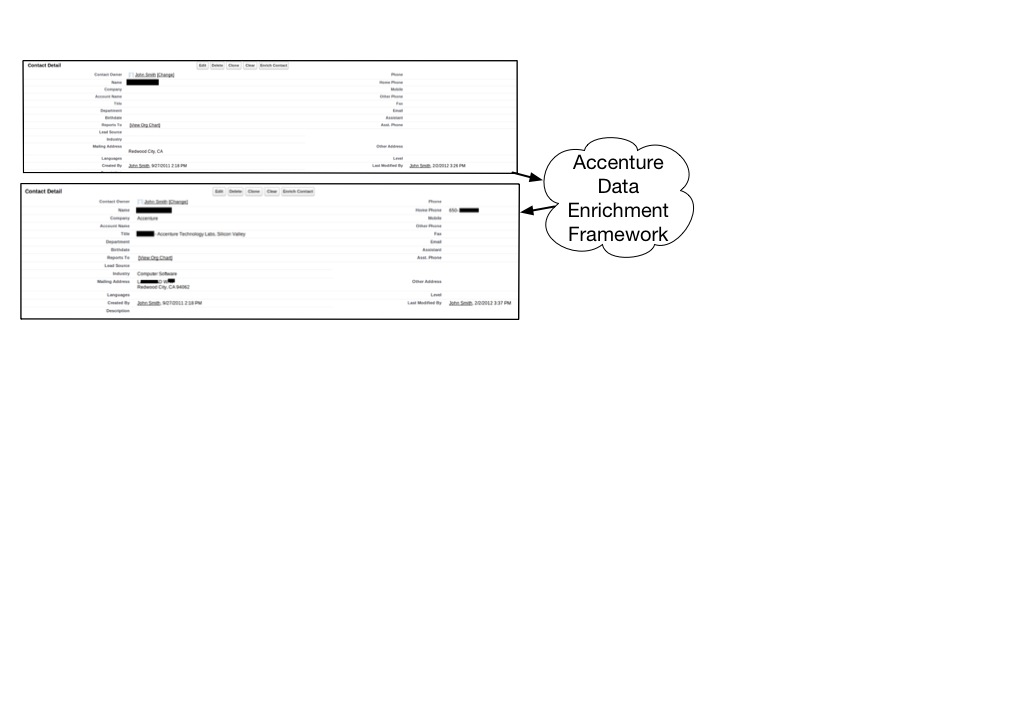 Contact Detail
Edit Delete Clone Clear Enrich Contact
Contact Owner John Smith [Change] Phone
Name Home Phone
Company Mobile
Account Name Other Phone
Title Fax
Department Email
Birthdate Assistant
Reports To [View Org Chart] Asst. Phone
Lead Source
Industry
Mailing Address Other Address
Redwood City, CA
Languages Level
Created By John Smith, 9/27/2011 2:18 PM Last Modified By John Smith, 2/2/2012 3:26 PM
Contact Detail
Edit Delete Clone Clear Enrich Contact
Contact Owner John Smith [Change] Phone
Name Home Phone 650-
Company Accenture Mobile
Account Name Other Phone
Title - Accenture Technology Labs, Silicon Valley Fax
Department Email
Birthdate Assistant
Reports To [View Org Chart] Asst. Phone
Lead Source
Industry Computer Software
Mailing Address Other Address
Redwood City, CA 94062
Languages Level
Created By John Smith, 9/27/2011 2:18 PM Last Modified By John Smith, 2/2/2012 3:37 PM
Description
Accenture
Data
Enrichment
Framework